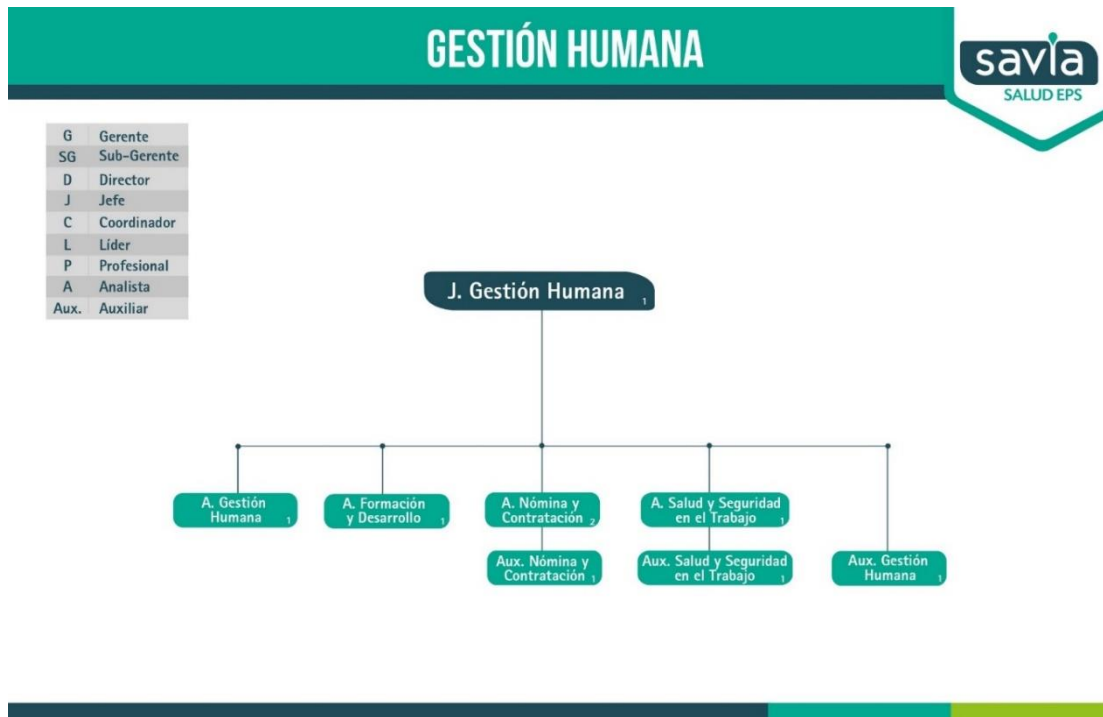 GESTIÓN HUMANA
savia
SALUD EPS
G Gerente
SG Sub-Gerente
D Director
J Jefe
C Coordinador
L Líder
P Profesional
A Analista
Aux. Auxiliar
J. Gestión Humana 1
A. Gestión
Humana 1
A. Formación
y Desarrollo 1
A. Nómina y
Contratación 2
A. Salud y Seguridad
en el Trabajo 1
Aux. Nómina y
Contratación 1
Aux. Salud y Seguridad
en el Trabajo 1
Aux. Gestión
Humana 1